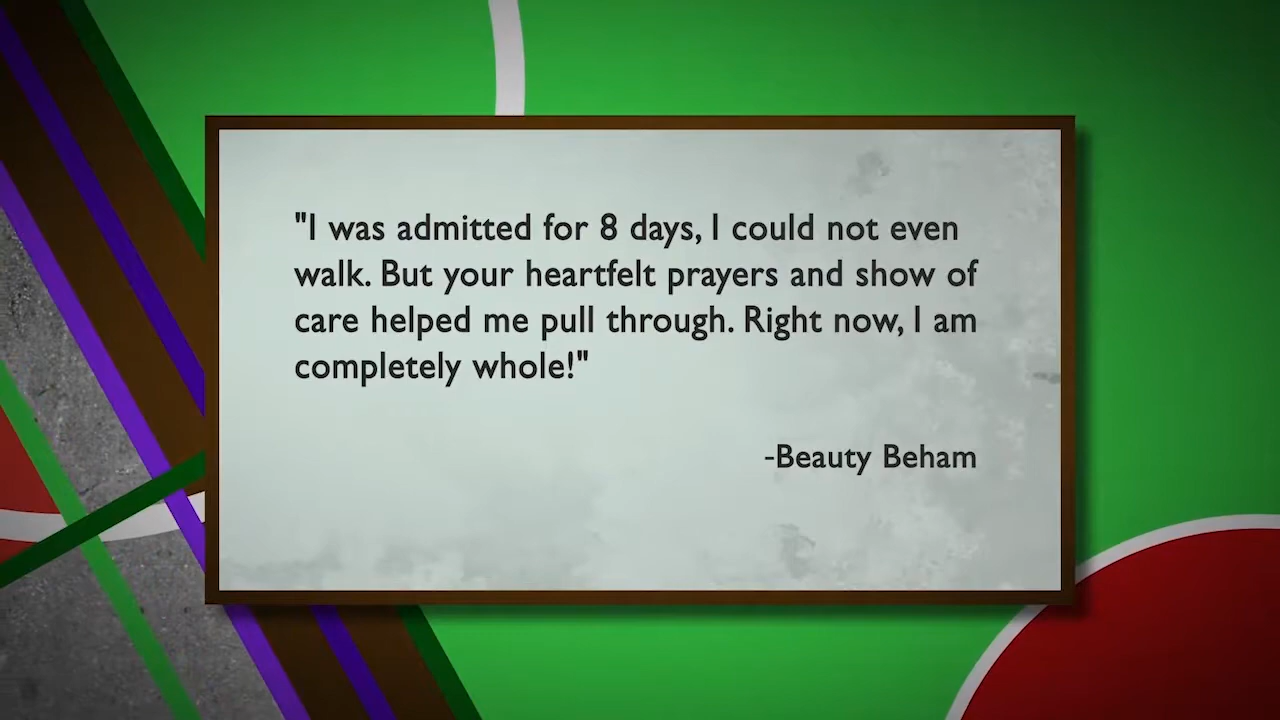 "I was admitted for 8 days, I could not even
walk. But your heartfelt prayers and show of
care helped me pull through. Right now, I am
completely whole!"
-Beauty Beham